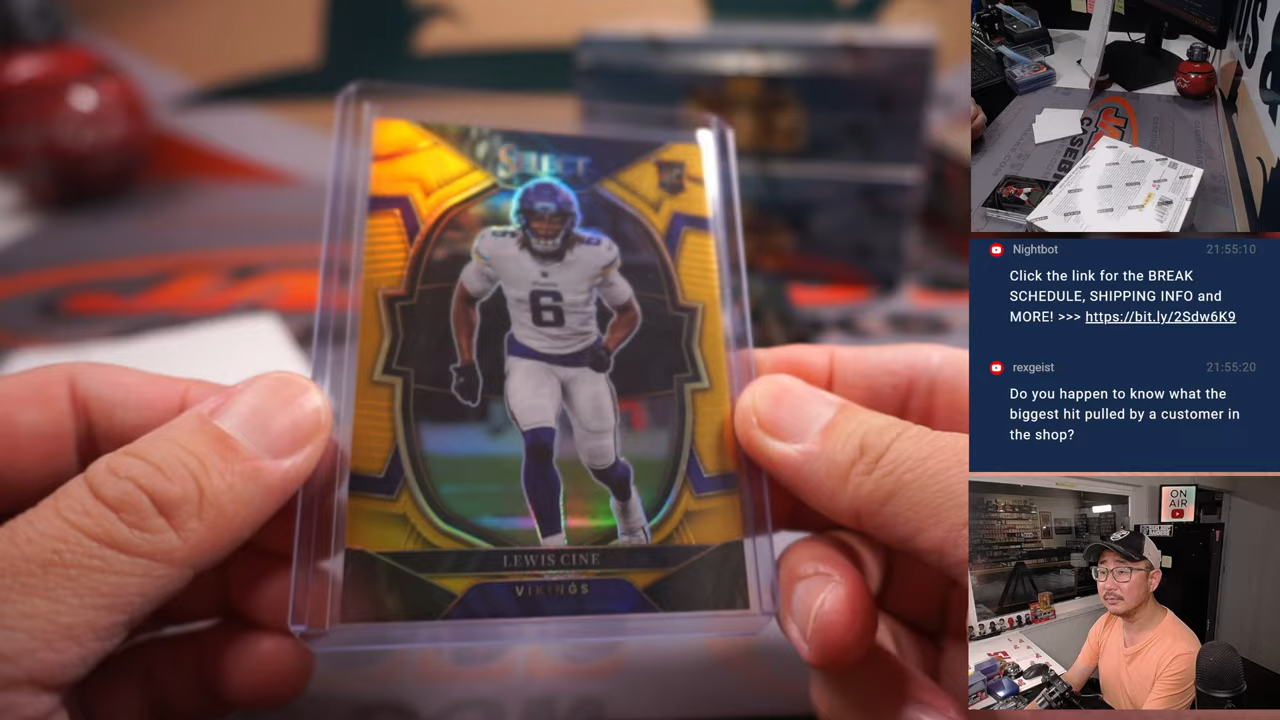 SELECT
RC
6
6
LEWIS CINE
VIKINGS
Nightbot 21:55:10
Click the link for the BREAK
SCHEDULE, SHIPPING INFO and
MORE! >>> https://bit.ly/2Sdw6K9
rexgeist 21:55:20
Do you happen to know what the
biggest hit pulled by a customer in
the shop?
ON
AIR